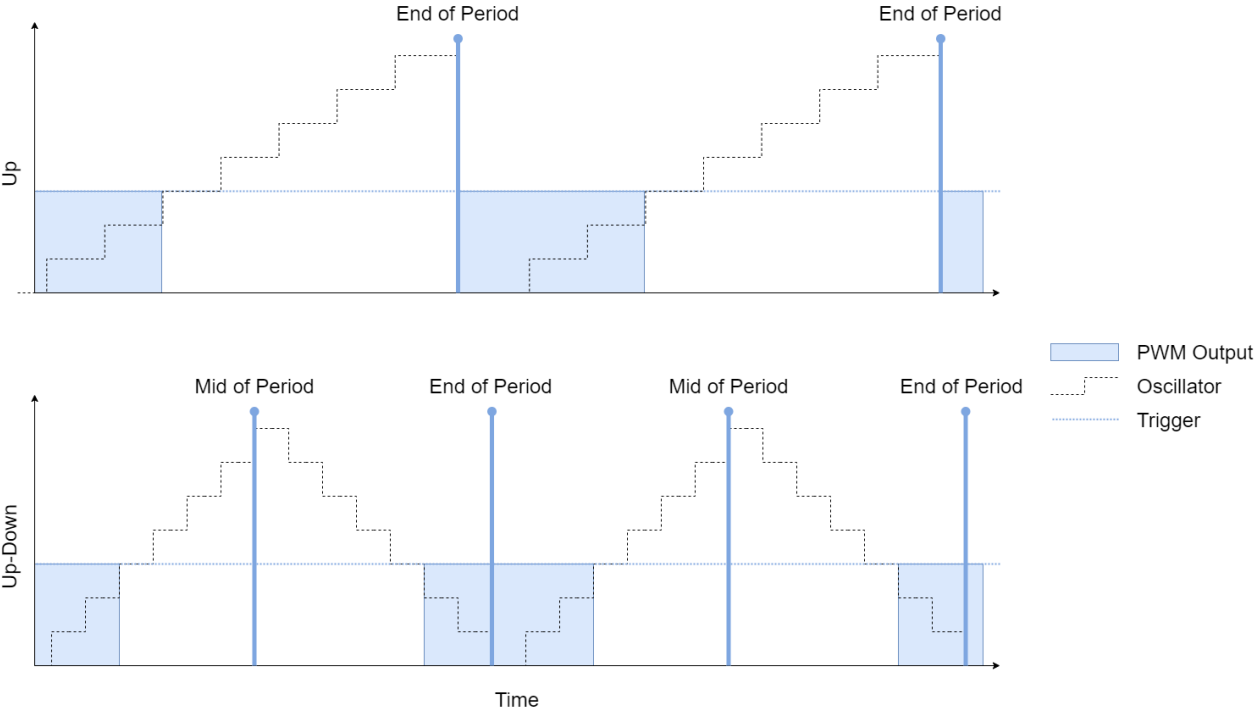 End of Period
End of Period
Up
Mid of Period
End of Period
Mid of Period
End of Period
Up-Down
Time
PWM Output
Oscillator
Trigger